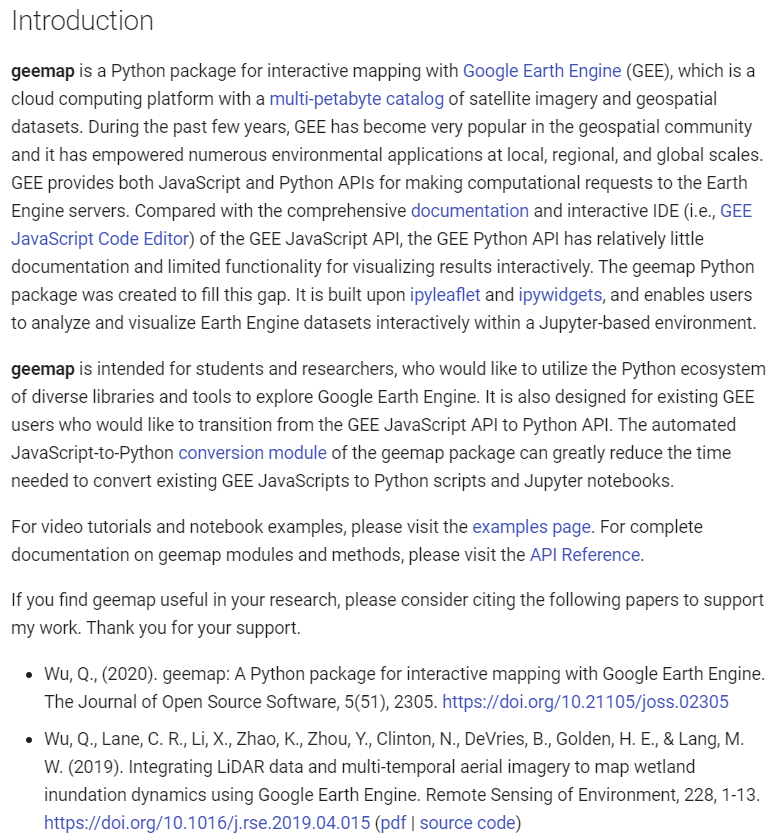 Introduction
geemap is a Python package for interactive mapping with Google Earth Engine (GEE), which is a
cloud computing platform with a multi-petabyte catalog of satellite imagery and geospatial
datasets. During the past few years, GEE has become very popular in the geospatial community
and it has empowered numerous environmental applications at local, regional, and global scales.
GEE provides both JavaScript and Python APIs for making computational requests to the Earth
Engine servers. Compared with the comprehensive documentation and interactive IDE (i.e., GEE
JavaScript Code Editor) of the GEE JavaScript API, the GEE Python API has relatively little
documentation and limited functionality for visualizing results interactively. The geemap Python
package was created to fill this gap. It is built upon ipyleaflet and ipywidgets, and enables users
to analyze and visualize Earth Engine datasets interactively within a Jupyter-based environment.
geemap is intended for students and researchers, who would like to utilize the Python ecosystem
of diverse libraries and tools to explore Google Earth Engine. It is also designed for existing GEE
users who would like to transition from the GEE JavaScript API to Python API. The automated
JavaScript-to-Python conversion module of the geemap package can greatly reduce the time
needed to convert existing GEE JavaScripts to Python scripts and Jupyter notebooks.
For video tutorials and notebook examples, please visit the examples page. For complete
documentation on geemap modules and methods, please visit the API Reference.
If you find geemap useful in your research, please consider citing the following papers to support
my work. Thank you for your support.
• Wu, Q., (2020). geemap: A Python package for interactive mapping with Google Earth Engine.
The Journal of Open Source Software, 5(51), 2305. https://doi.org/10.21105/joss.02305
• Wu, Q., Lane, C. R., Li, X., Zhao, K., Zhou, Y., Clinton, N., DeVries, B., Golden, H. E., & Lang, M.
W. (2019). Integrating LiDAR data and multi-temporal aerial imagery to map wetland
inundation dynamics using Google Earth Engine. Remote Sensing of Environment, 228, 1-13.
https://doi.org/10.1016/j.rse.2019.04.015 (pdf | source code)